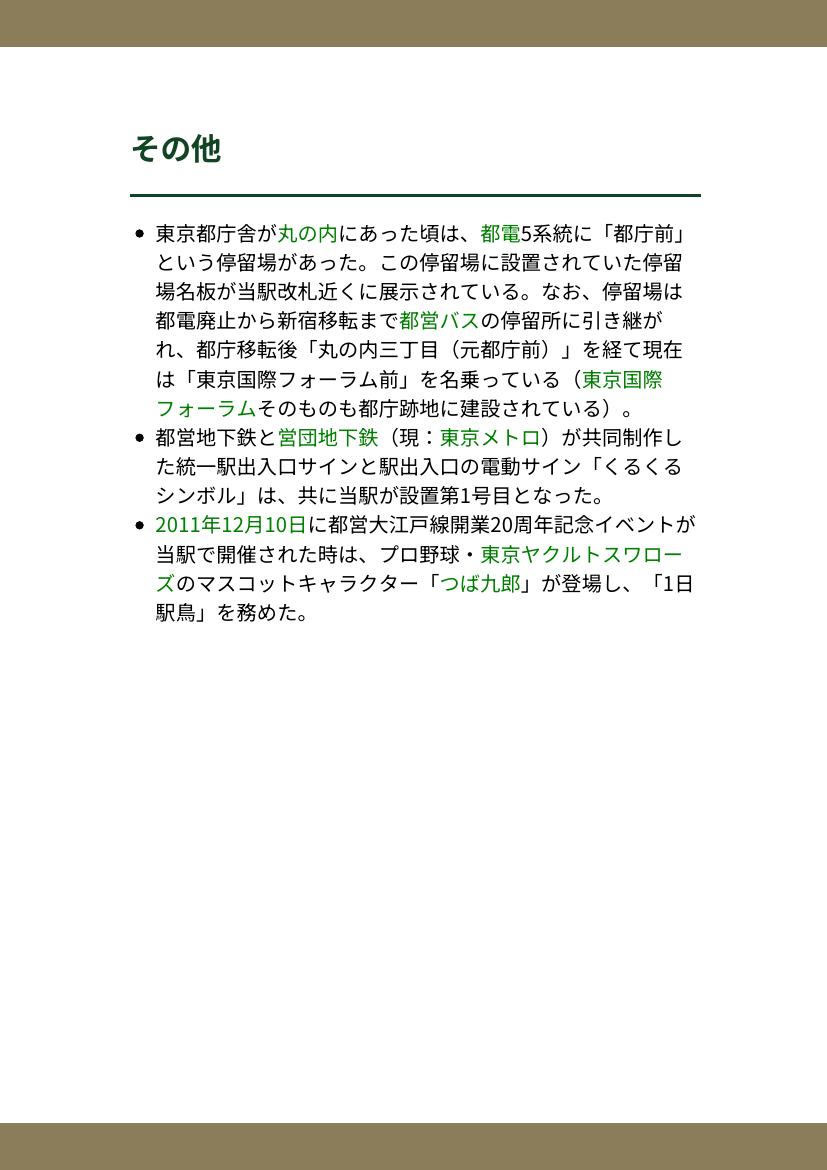 その他
東京都庁舎が丸の内にあった頃は、都電5系統に「都庁前」
という停留場があった。この停留場に設置されていた停留
場名板が当駅改札近くに展示されている。なお、停留場は
都電廃止から新宿移転まで都営バスの停留所に引き継が
れ、都庁移転後「丸の内三丁目（元都庁前）」を経て現在
は「東京国際フォーラム前」を名乗っている（東京国際
フォーラムそのものも都庁跡地に建設されている）。
都営地下鉄と営団地下鉄（現：東京メトロ）が共同制作し
た統一駅出入口サインと駅出入口の電動サイン「くるくる
シンボル」は、共に当駅が設置第1号目となった。
2011年12月10日に都営大江戸線開業20周年記念イベントが
当駅で開催された時は、プロ野球・東京ヤクルトスワロー
ズのマスコットキャラクター「つば九郎」が登場し、「1日
駅鳥」を務めた。